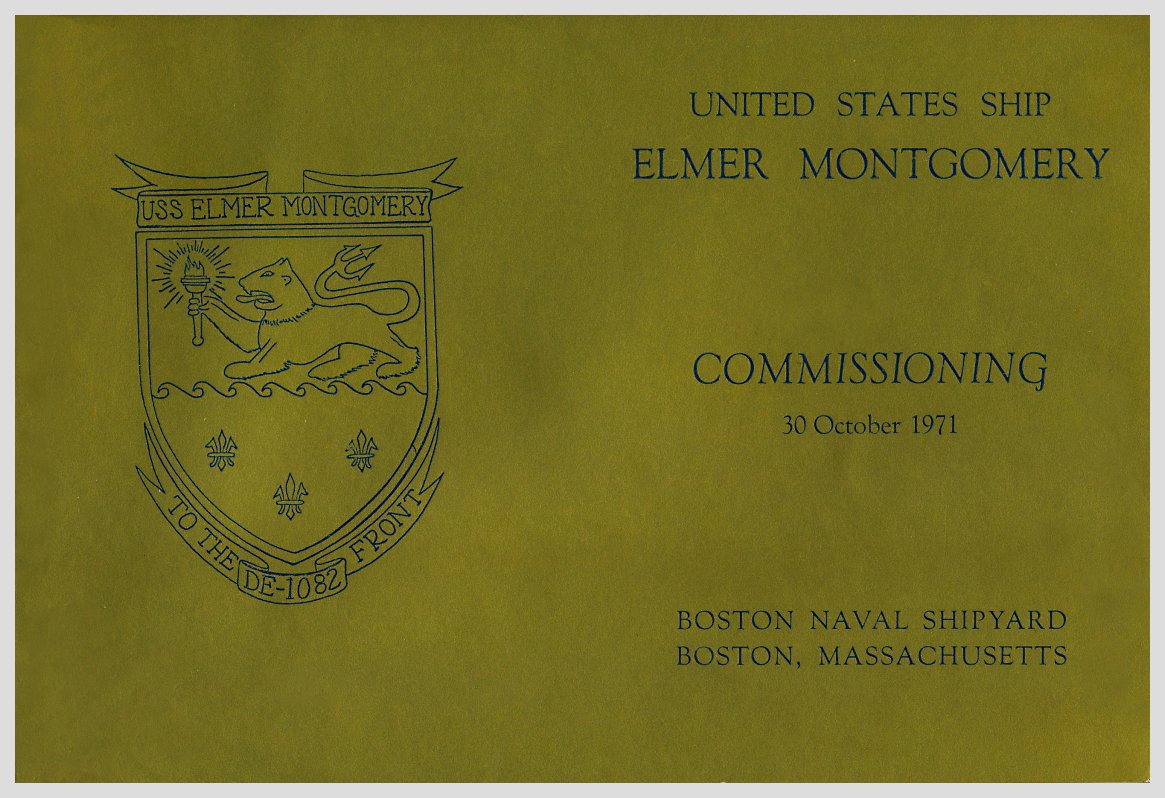 USS ELMER MONTGOMERY
TO THE FRONT
DE-1082
UNITED STATES SHIP
ELMER MONTGOMERY
COMMISSIONING
30 October 1971
BOSTON NAVAL SHIPYARD
BOSTON, MASSACHUSETTS